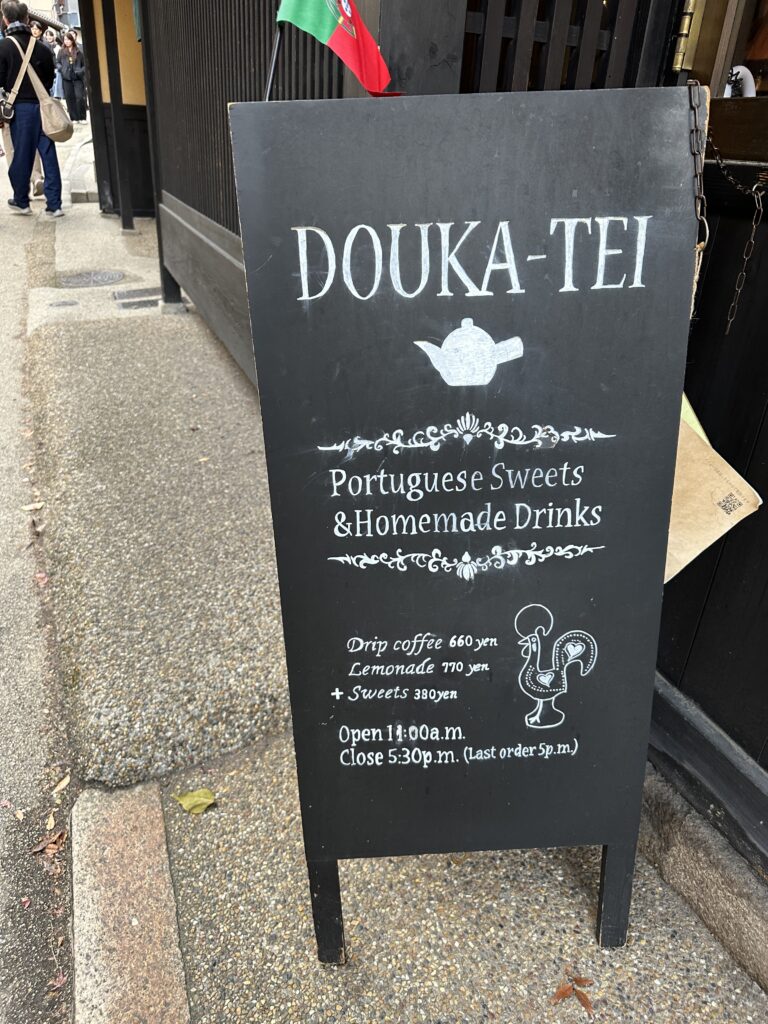 DOUKA-TEI
Portuguese Sweets
&Homemade Drinks
Drip coffee 660 yen
Lemonade 770 yen
+ Sweets 380yen
Open 11:00a.m.
Close 5:30p.m. (Last order 5p.m.)